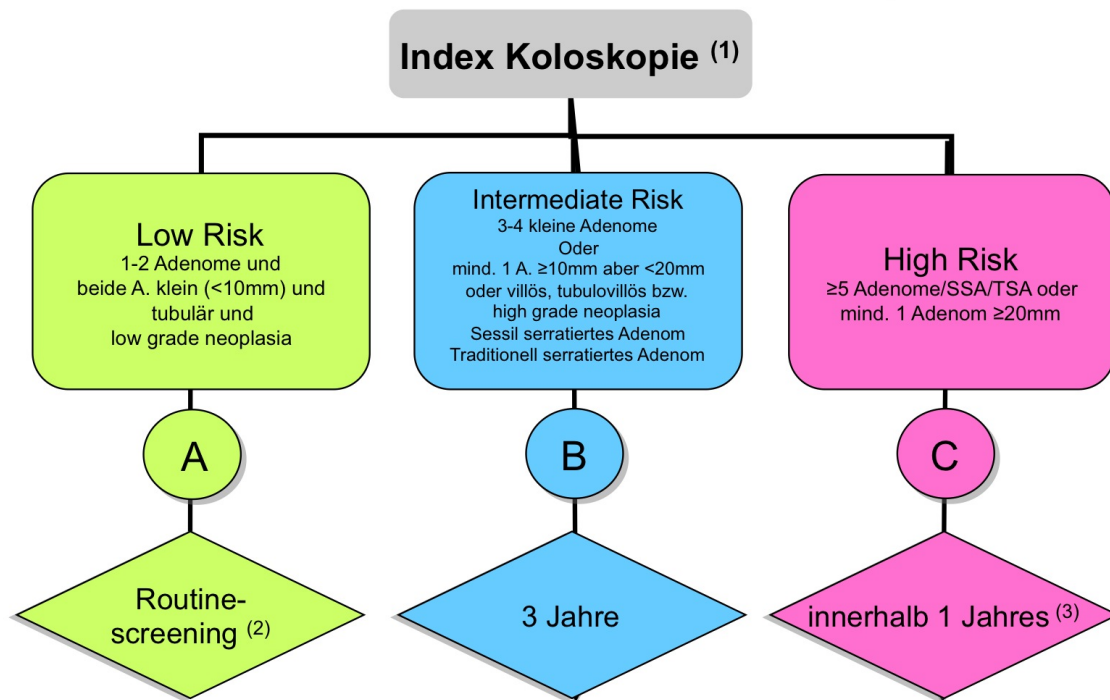 Index Koloskopie (1)
Low Risk
1-2 Adenome und
beide A. klein (<10mm) und
tubulär und
low grade neoplasia
Intermediate Risk
3-4 kleine Adenome
Oder
mind. 1 A. ≥10mm aber <20mm
oder villös, tubulovillös bzw.
high grade neoplasia
Sessil serratiertes Adenom
Traditionell serratiertes Adenom
High Risk
≥5 Adenome/SSA/TSA oder
mind. 1 Adenom ≥20mm
A
B
C
Routine-
screening (2)
3 Jahre
innerhalb 1 Jahres (3)